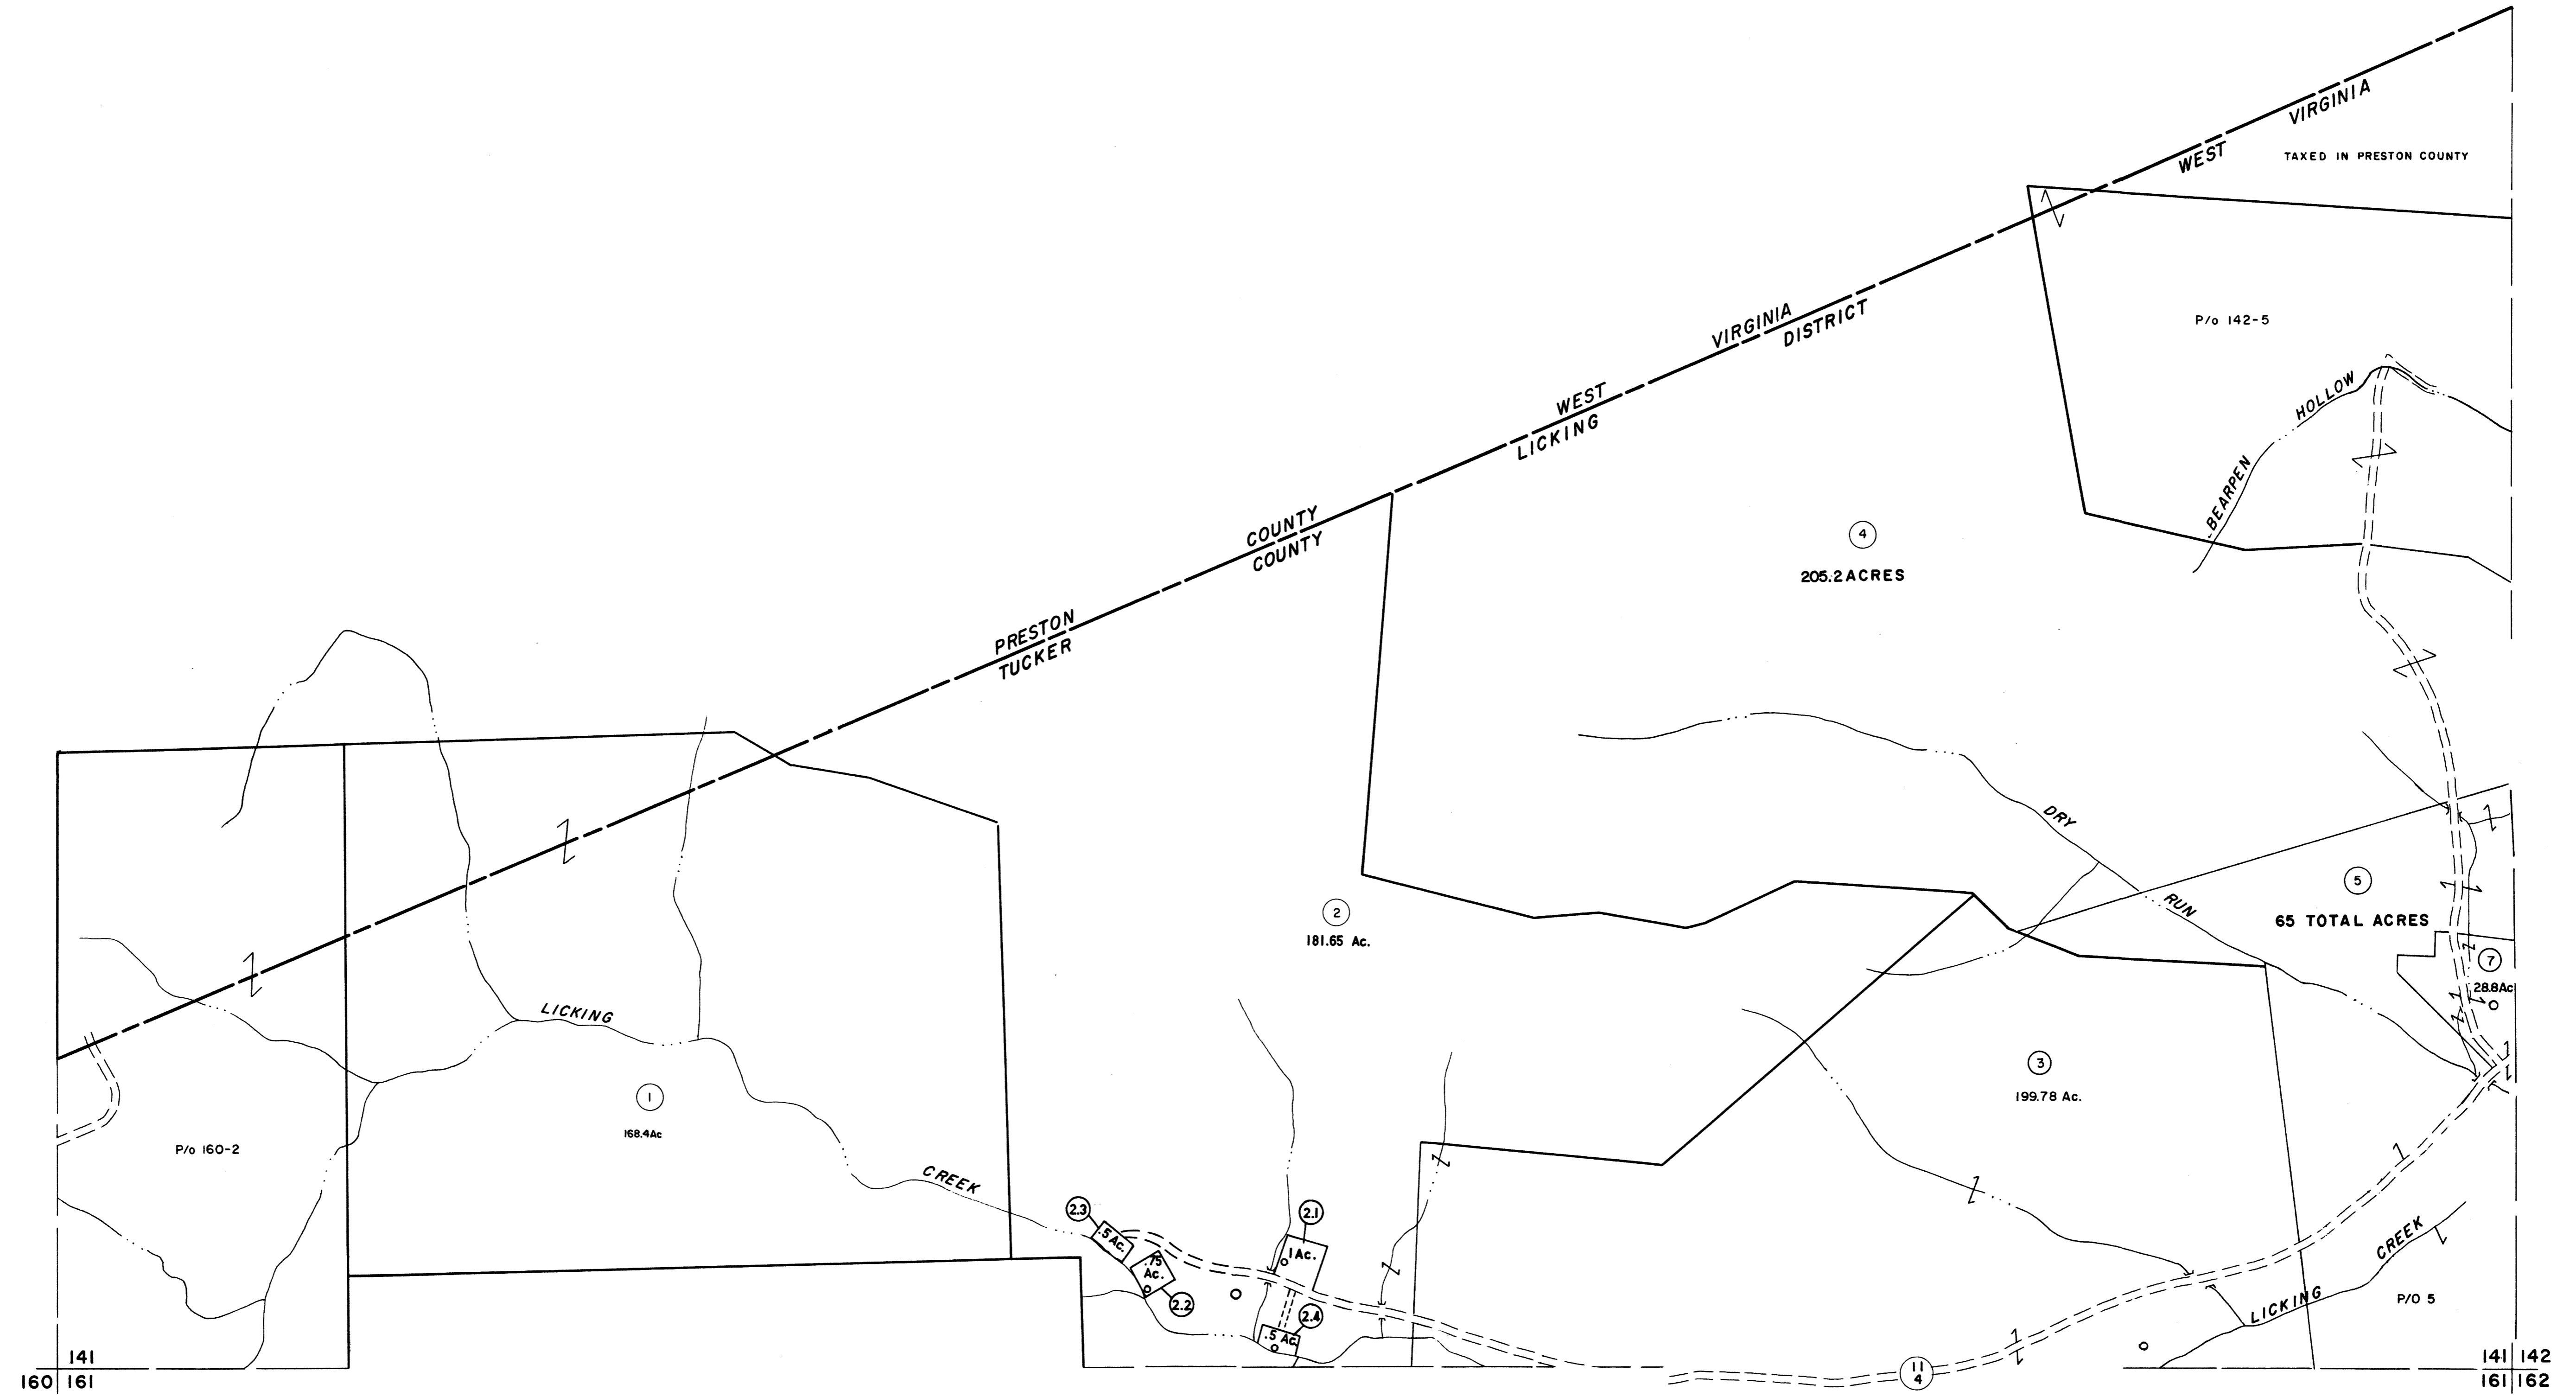 VIRGINIA
WEST
TAXED IN PRESTON COUNTY
VIRGINIA
DISTRICT
P/o 142-5
WEST
LICKING
HOLLOW
BEARPEN
COUNTY
COUNTY
4
205.2 ACRES
PRESTON
TUCKER
DRY
RUN
5
65 TOTAL ACRES
2
181.65 Ac.
7
28.8Ac
LICKING
3
199.78 Ac.
1
168.4Ac
P/o 160-2
CREEK
2.3
.5 Ac.
2.1
1 Ac.
.75
Ac.
2.2
2.4
.5 Ac.
CREEK
LICKING
P/O 5
11
4
141
160 161
141 142
161 162